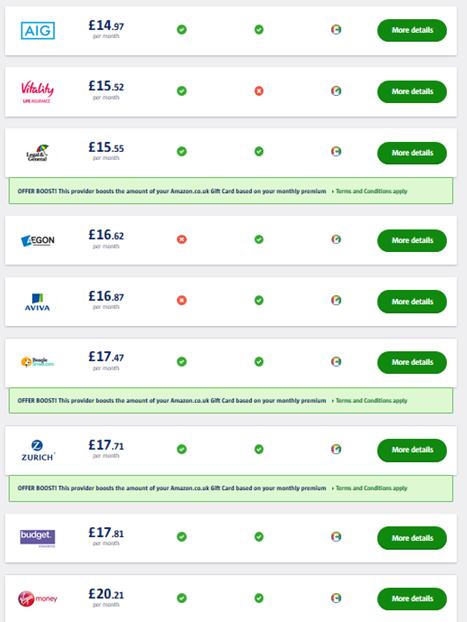 AIG
£14.97
per month
More details
Vitality
LIFE INSURANCE
£15.52
per month
More details
Legal &
General
£15.55
per month
More details
OFFER BOOST! This provider boosts the amount of your Amazon.co.uk Gift Card based on your monthly premium › Terms and Conditions apply
AEGON
£16.62
per month
More details
AVIVA
£16.87
per month
More details
Beagle
Street.com
£17.47
per month
More details
OFFER BOOST! This provider boosts the amount of your Amazon.co.uk Gift Card based on your monthly premium › Terms and Conditions apply
ZURICH
£17.71
per month
More details
OFFER BOOST! This provider boosts the amount of your Amazon.co.uk Gift Card based on your monthly premium › Terms and Conditions apply
budget.
insurance
£17.81
per month
More details
Virgin money
£20.21
per month
More details